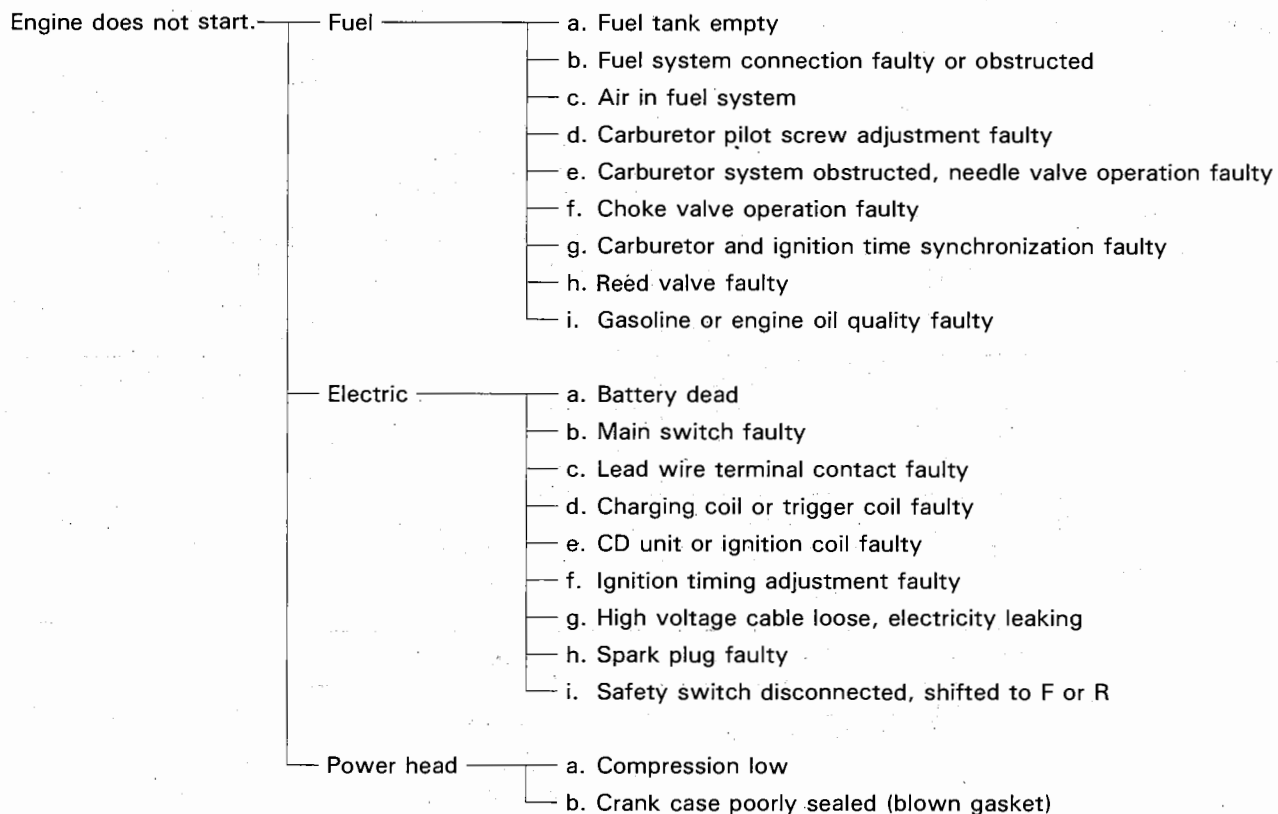 Engine does not start.
Fuel
a. Fuel tank empty
b. Fuel system connection faulty or obstructed
c. Air in fuel system
d. Carburetor pilot screw adjustment faulty
e. Carburetor system obstructed, needle valve operation faulty
f. Choke valve operation faulty
g. Carburetor and ignition time synchronization faulty
h. Reed valve faulty
i. Gasoline or engine oil quality faulty
Electric
a. Battery dead
b. Main switch faulty
c. Lead wire terminal contact faulty
d. Charging coil or trigger coil faulty
e. CD unit or ignition coil faulty
f. Ignition timing adjustment faulty
g. High voltage cable loose, electricity leaking
h. Spark plug faulty
i. Safety switch disconnected, shifted to F or R
Power head
a. Compression low
b. Crank case poorly sealed (blown gasket)